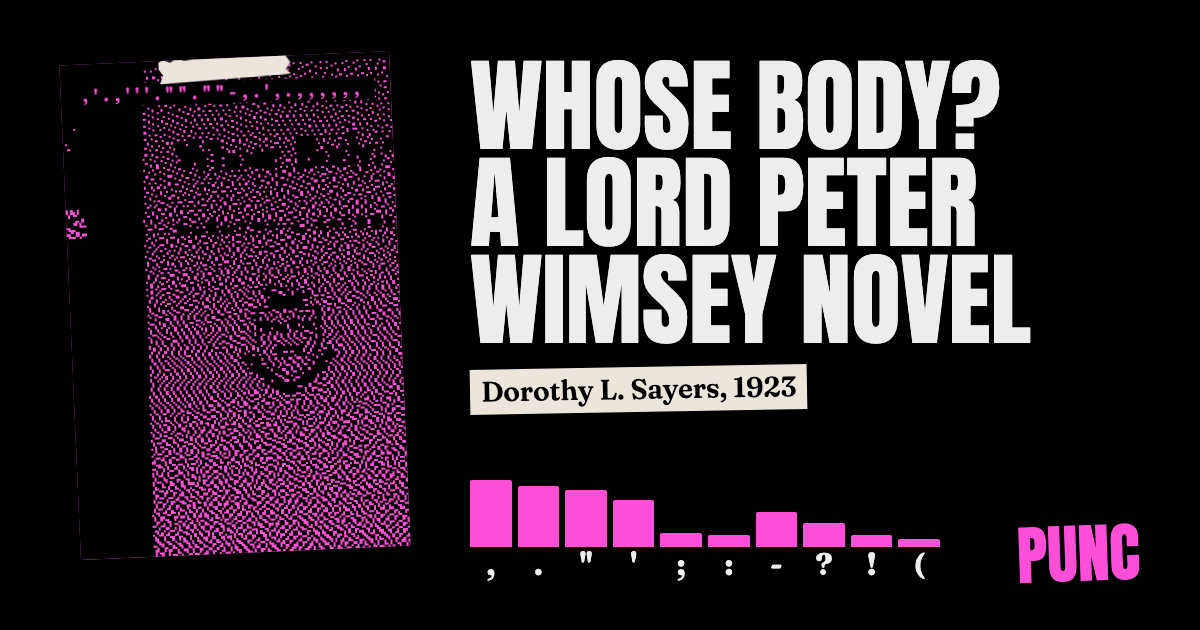 ,'.,'''."".""-,.',.,,,,,,
WHOSE BODY?
A LORD PETER
WIMSEY NOVEL
Dorothy L. Sayers, 1923
, . " ' ; : - ? ! (
PUNC